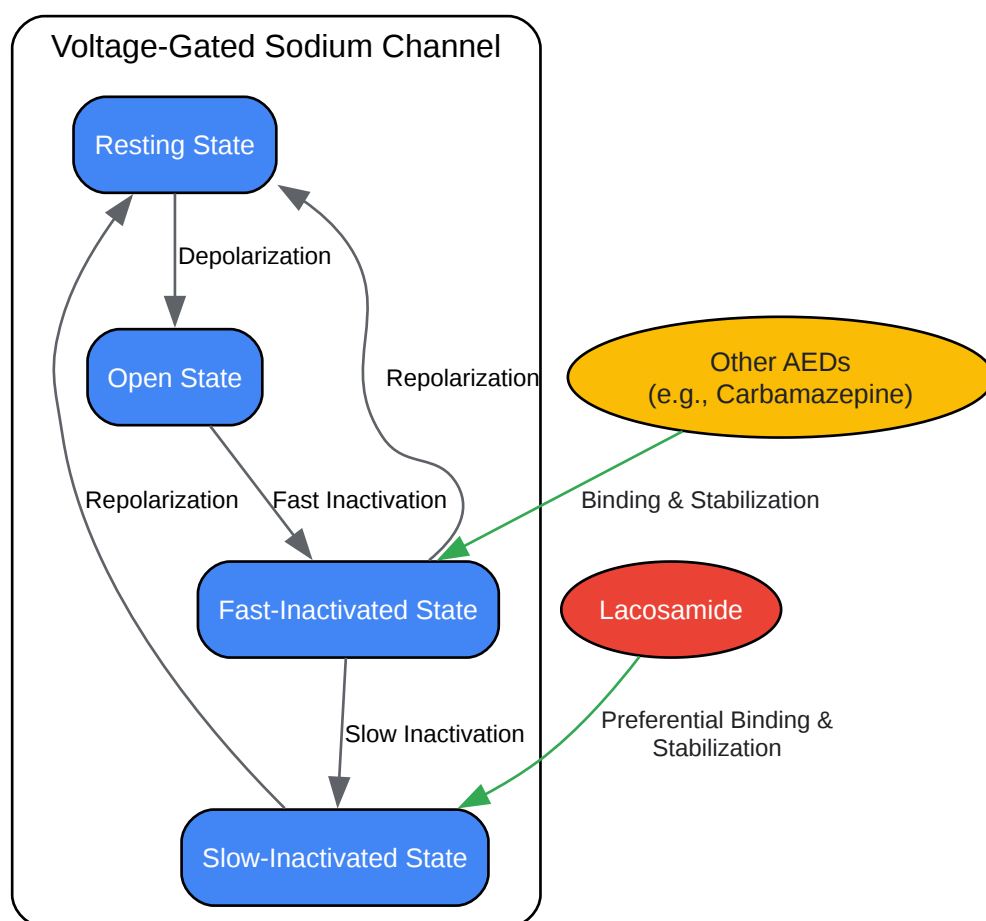 Voltage-Gated Sodium Channel
Resting State
Depolarization
Open State
Other AEDs
(e.g., Carbamazepine)
Repolarization
Repolarization
Fast Inactivation
Binding & Stabilization
Fast-Inactivated State
Lacosamide
Slow Inactivation
Preferential Binding &
Stabilization
Slow-Inactivated State